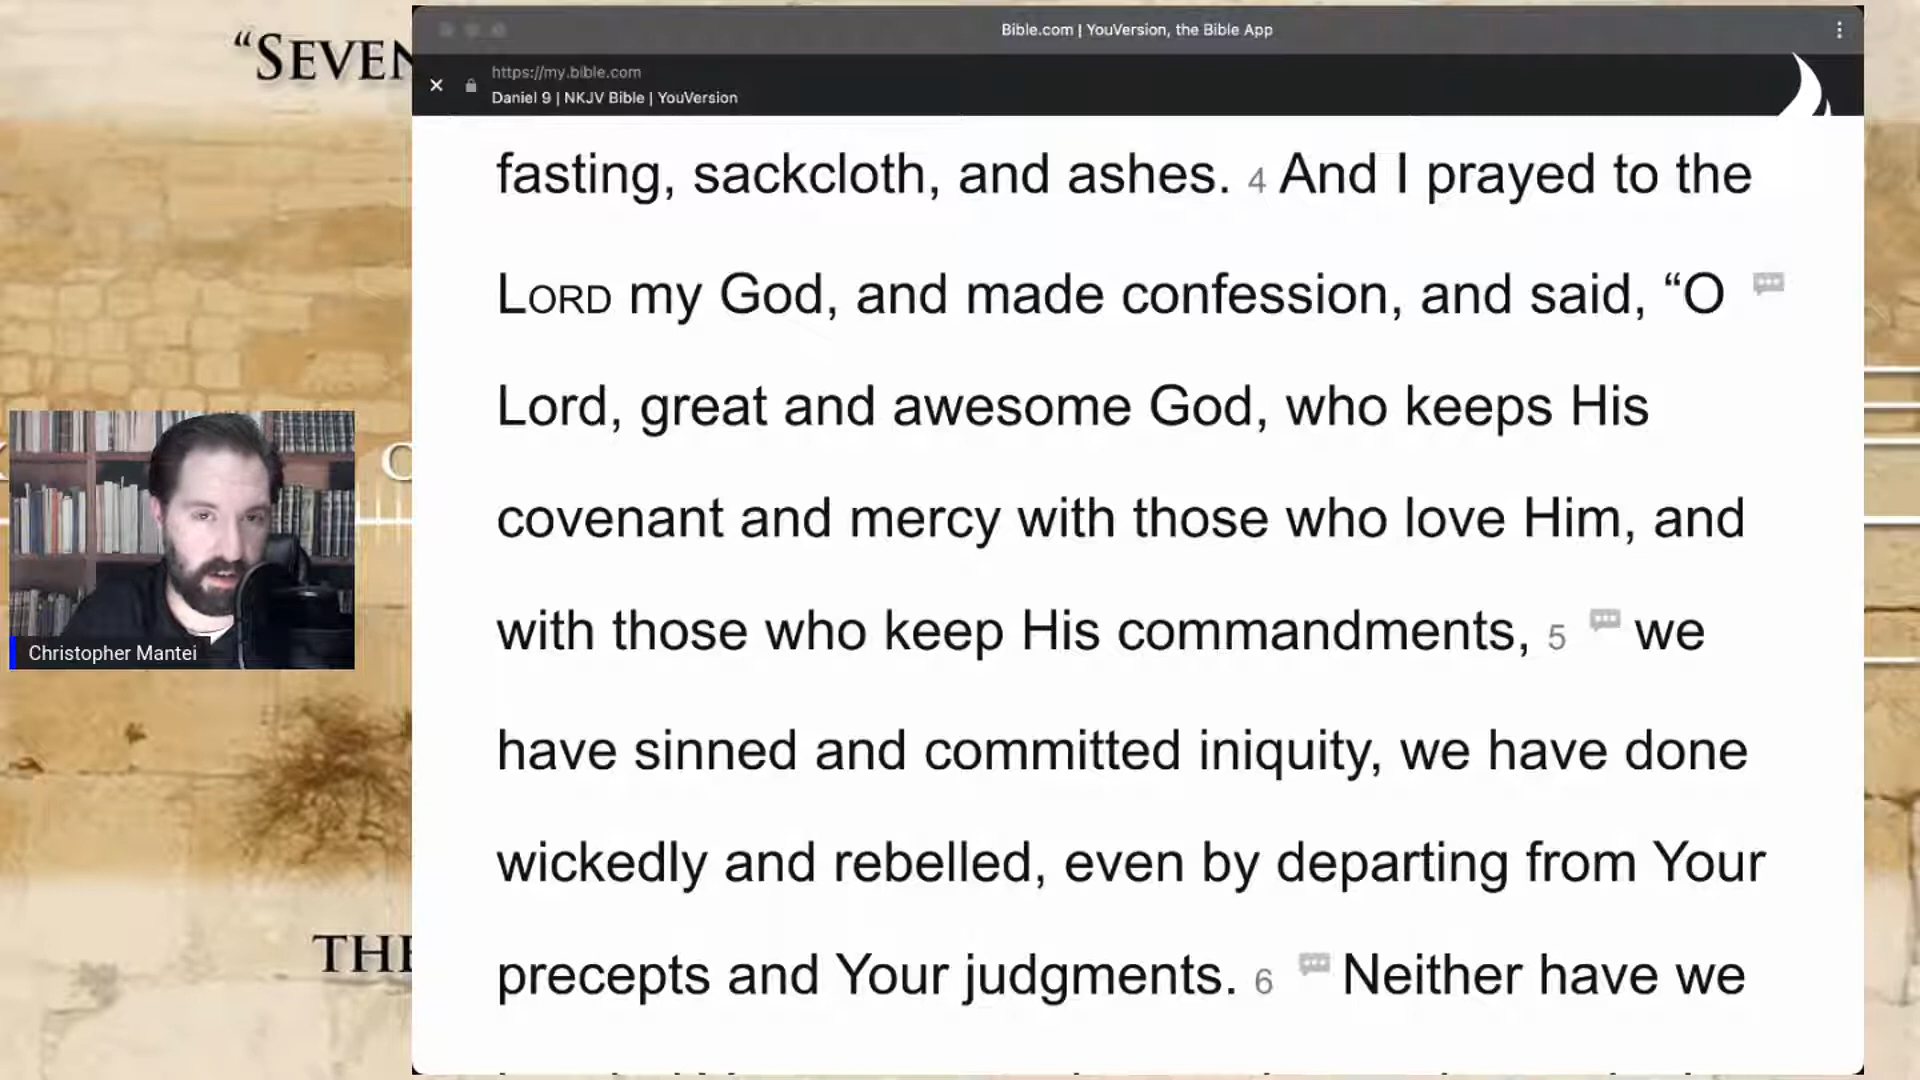 “SEVEN
Bible.com | YouVersion, the Bible App
https://my.bible.com
Daniel 9 | NKJV Bible | YouVersion
fasting, sackcloth, and ashes. 4 And I prayed to the
LORD my God, and made confession, and said, “O
Lord, great and awesome God, who keeps His
covenant and mercy with those who love Him, and
with those who keep His commandments, 5 we
have sinned and committed iniquity, we have done
wickedly and rebelled, even by departing from Your
precepts and Your judgments. 6 Neither have we
Christopher Mantei
THE